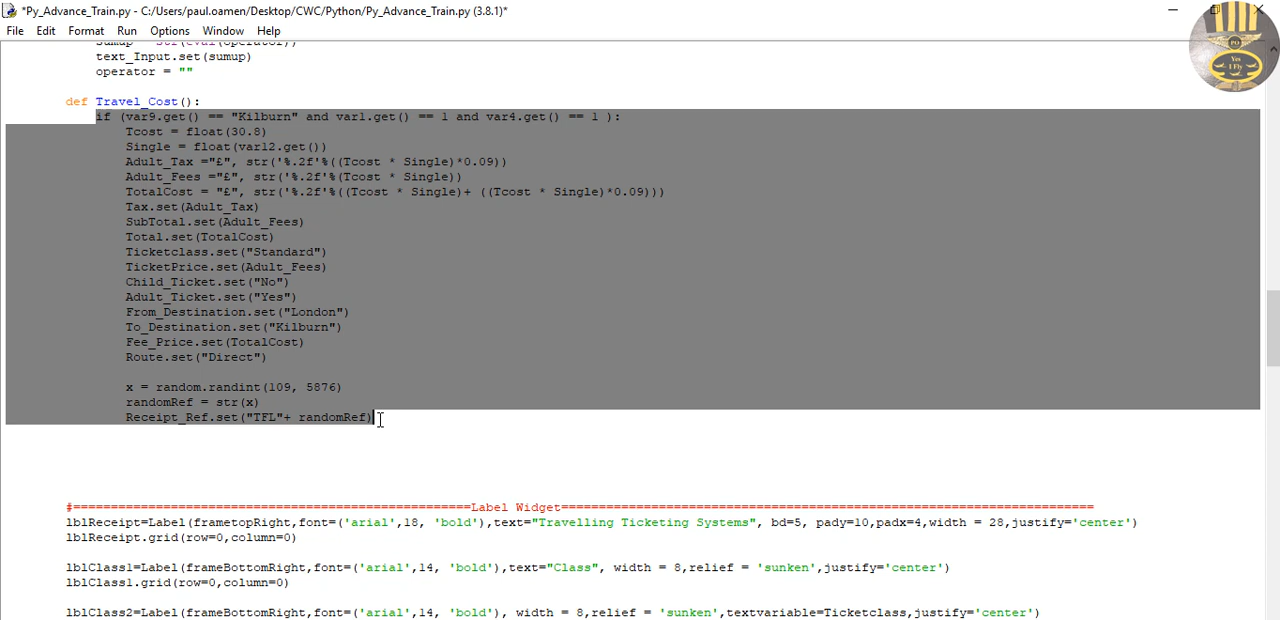 *Py_Advance_Train.py - C:/Users/paul.oamen/Desktop/CWC/Python/Py_Advance_Train.py (3.8.1)*
File Edit Format Run Options Window Help
sumup = str(eval(operator))
text_Input.set(sumup)
operator = ""
def Travel_Cost():
if (var9.get() == "Kilburn" and var1.get() == 1 and var4.get() == 1 ):
Tcost = float(30.8)
Single = float(var12.get())
Adult_Tax ="£", str('%.2f'%((Tcost * Single)*0.09))
Adult_Fees ="£", str('%.2f'%(Tcost * Single))
TotalCost = "£", str('%.2f'%((Tcost * Single)+ ((Tcost * Single)*0.09)))
Tax.set(Adult_Tax)
SubTotal.set(Adult_Fees)
Total.set(TotalCost)
Ticketclass.set("Standard")
TicketPrice.set(Adult_Fees)
Child_Ticket.set("No")
Adult_Ticket.set("Yes")
From_Destination.set("London")
To_Destination.set("Kilburn")
Fee_Price.set(TotalCost)
Route.set("Direct")
x = random.randint(109, 5876)
randomRef = str(x)
Receipt_Ref.set("TFL"+ randomRef)
#=====================================================Label Widget=======================================================================
lblReceipt=Label(frametopRight,font=('arial',18, 'bold'),text="Travelling Ticketing Systems", bd=5, pady=10,padx=4,width = 28,justify='center')
lblReceipt.grid(row=0,column=0)
lblClass1=Label(frameBottomRight,font=('arial',14, 'bold'),text="Class", width = 8,relief = 'sunken',justify='center')
lblClass1.grid(row=0,column=0)
lblClass2=Label(frameBottomRight,font=('arial',14, 'bold'), width = 8,relief = 'sunken',textvariable=Ticketclass,justify='center')
PO
Yes
I Fly